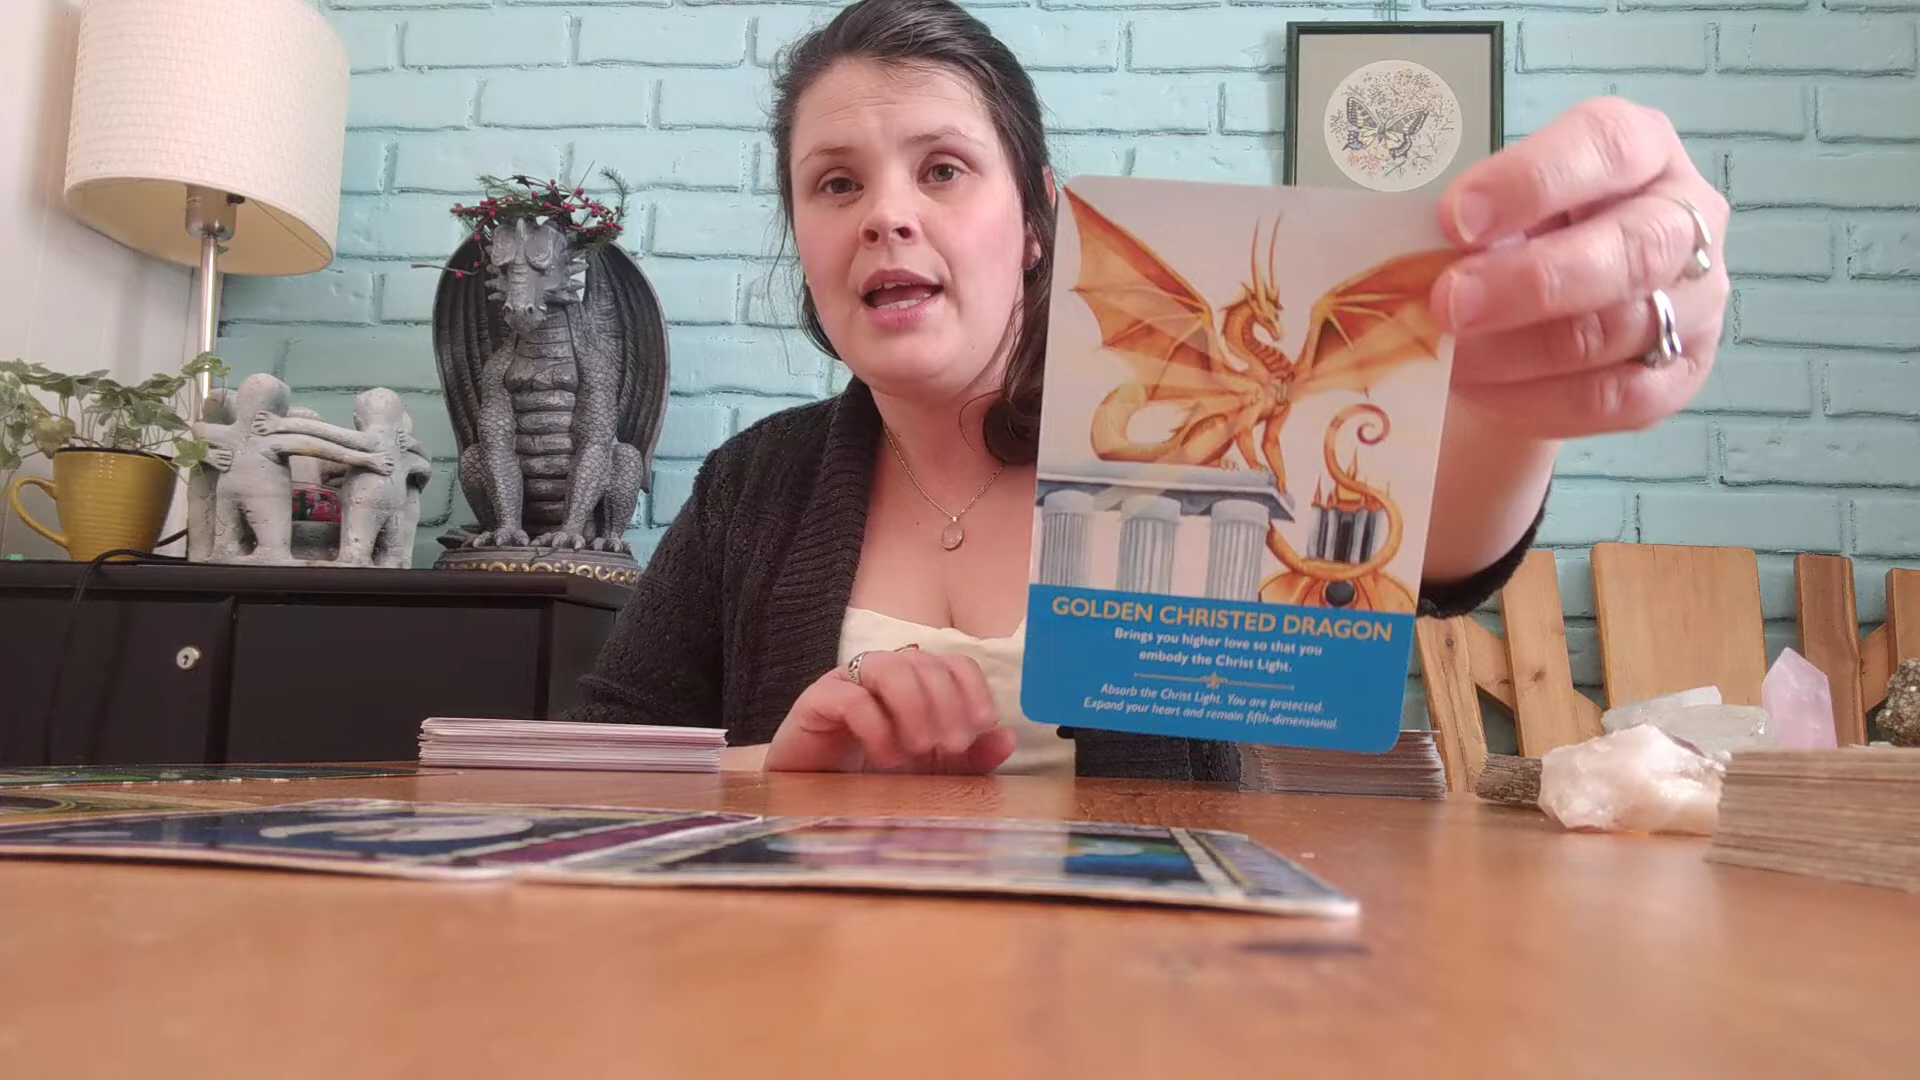 GOLDEN CHRISTED DRAGON
Brings you higher love so that you
embody the Christ Light.
Absorb the Christ Light. You are protected.
Expand your heart and remain fifth-dimensional.